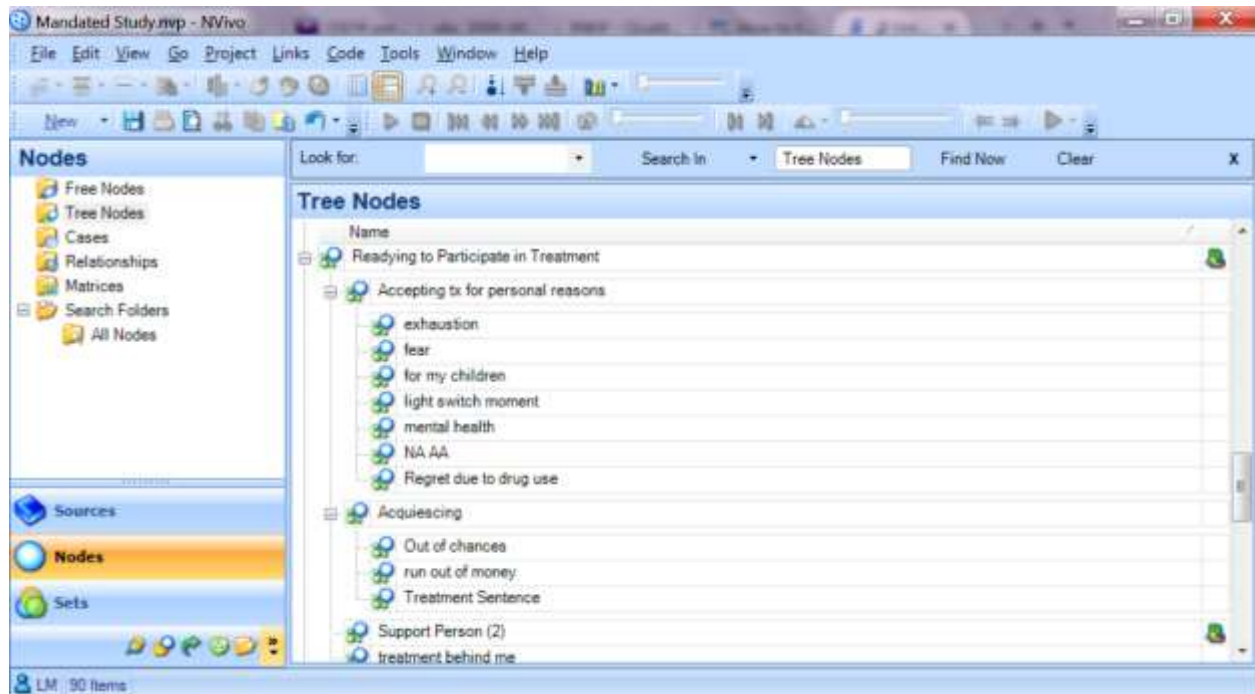 Mandated Study.nvp - NVivo
File Edit View Go Project Links Code Tools Window Help
New
Nodes
Look for: Search In Tree Nodes Find Now Clear x
Free Nodes
Tree Nodes
Cases
Relationships
Matrices
Search Folders
All Nodes
Tree Nodes
Name
Readying to Participate in Treatment
Accepting tx for personal reasons
exhaustion
fear
for my children
light switch moment
mental health
NA AA
Regret due to drug use
Acquiescing
Out of chances
run out of money
Treatment Sentence
Support Person (2)
treatment behind me
Sources
Nodes
Sets
LM 90 Items